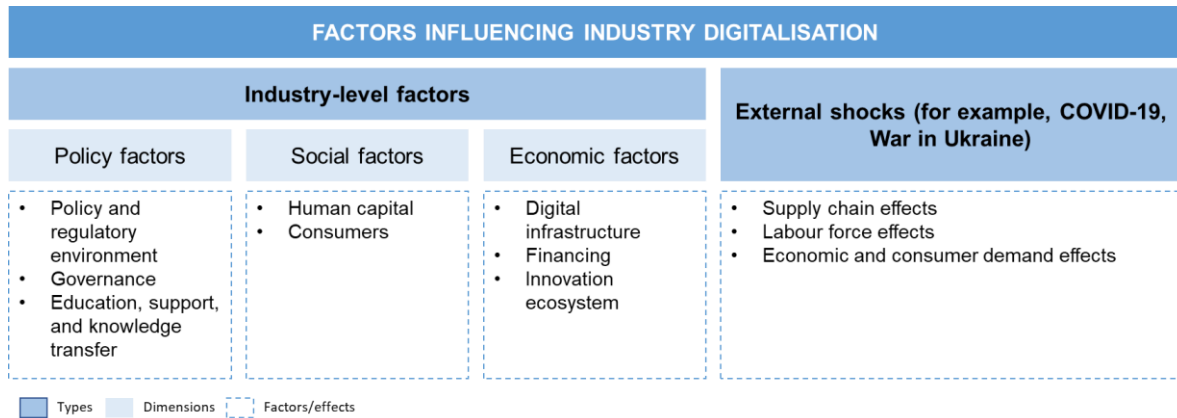 FACTORS INFLUENCING INDUSTRY DIGITALISATION
Industry-level factors
External shocks (for example, COVID-19,
War in Ukraine)
Policy factors
Social factors
Economic factors
• Policy and
regulatory
environment
• Governance
• Education, support,
and knowledge
transfer
• Human capital
• Consumers
• Digital
infrastructure
• Financing
• Innovation
ecosystem
• Supply chain effects
• Labour force effects
• Economic and consumer demand effects
Types
Dimensions
Factors/effects